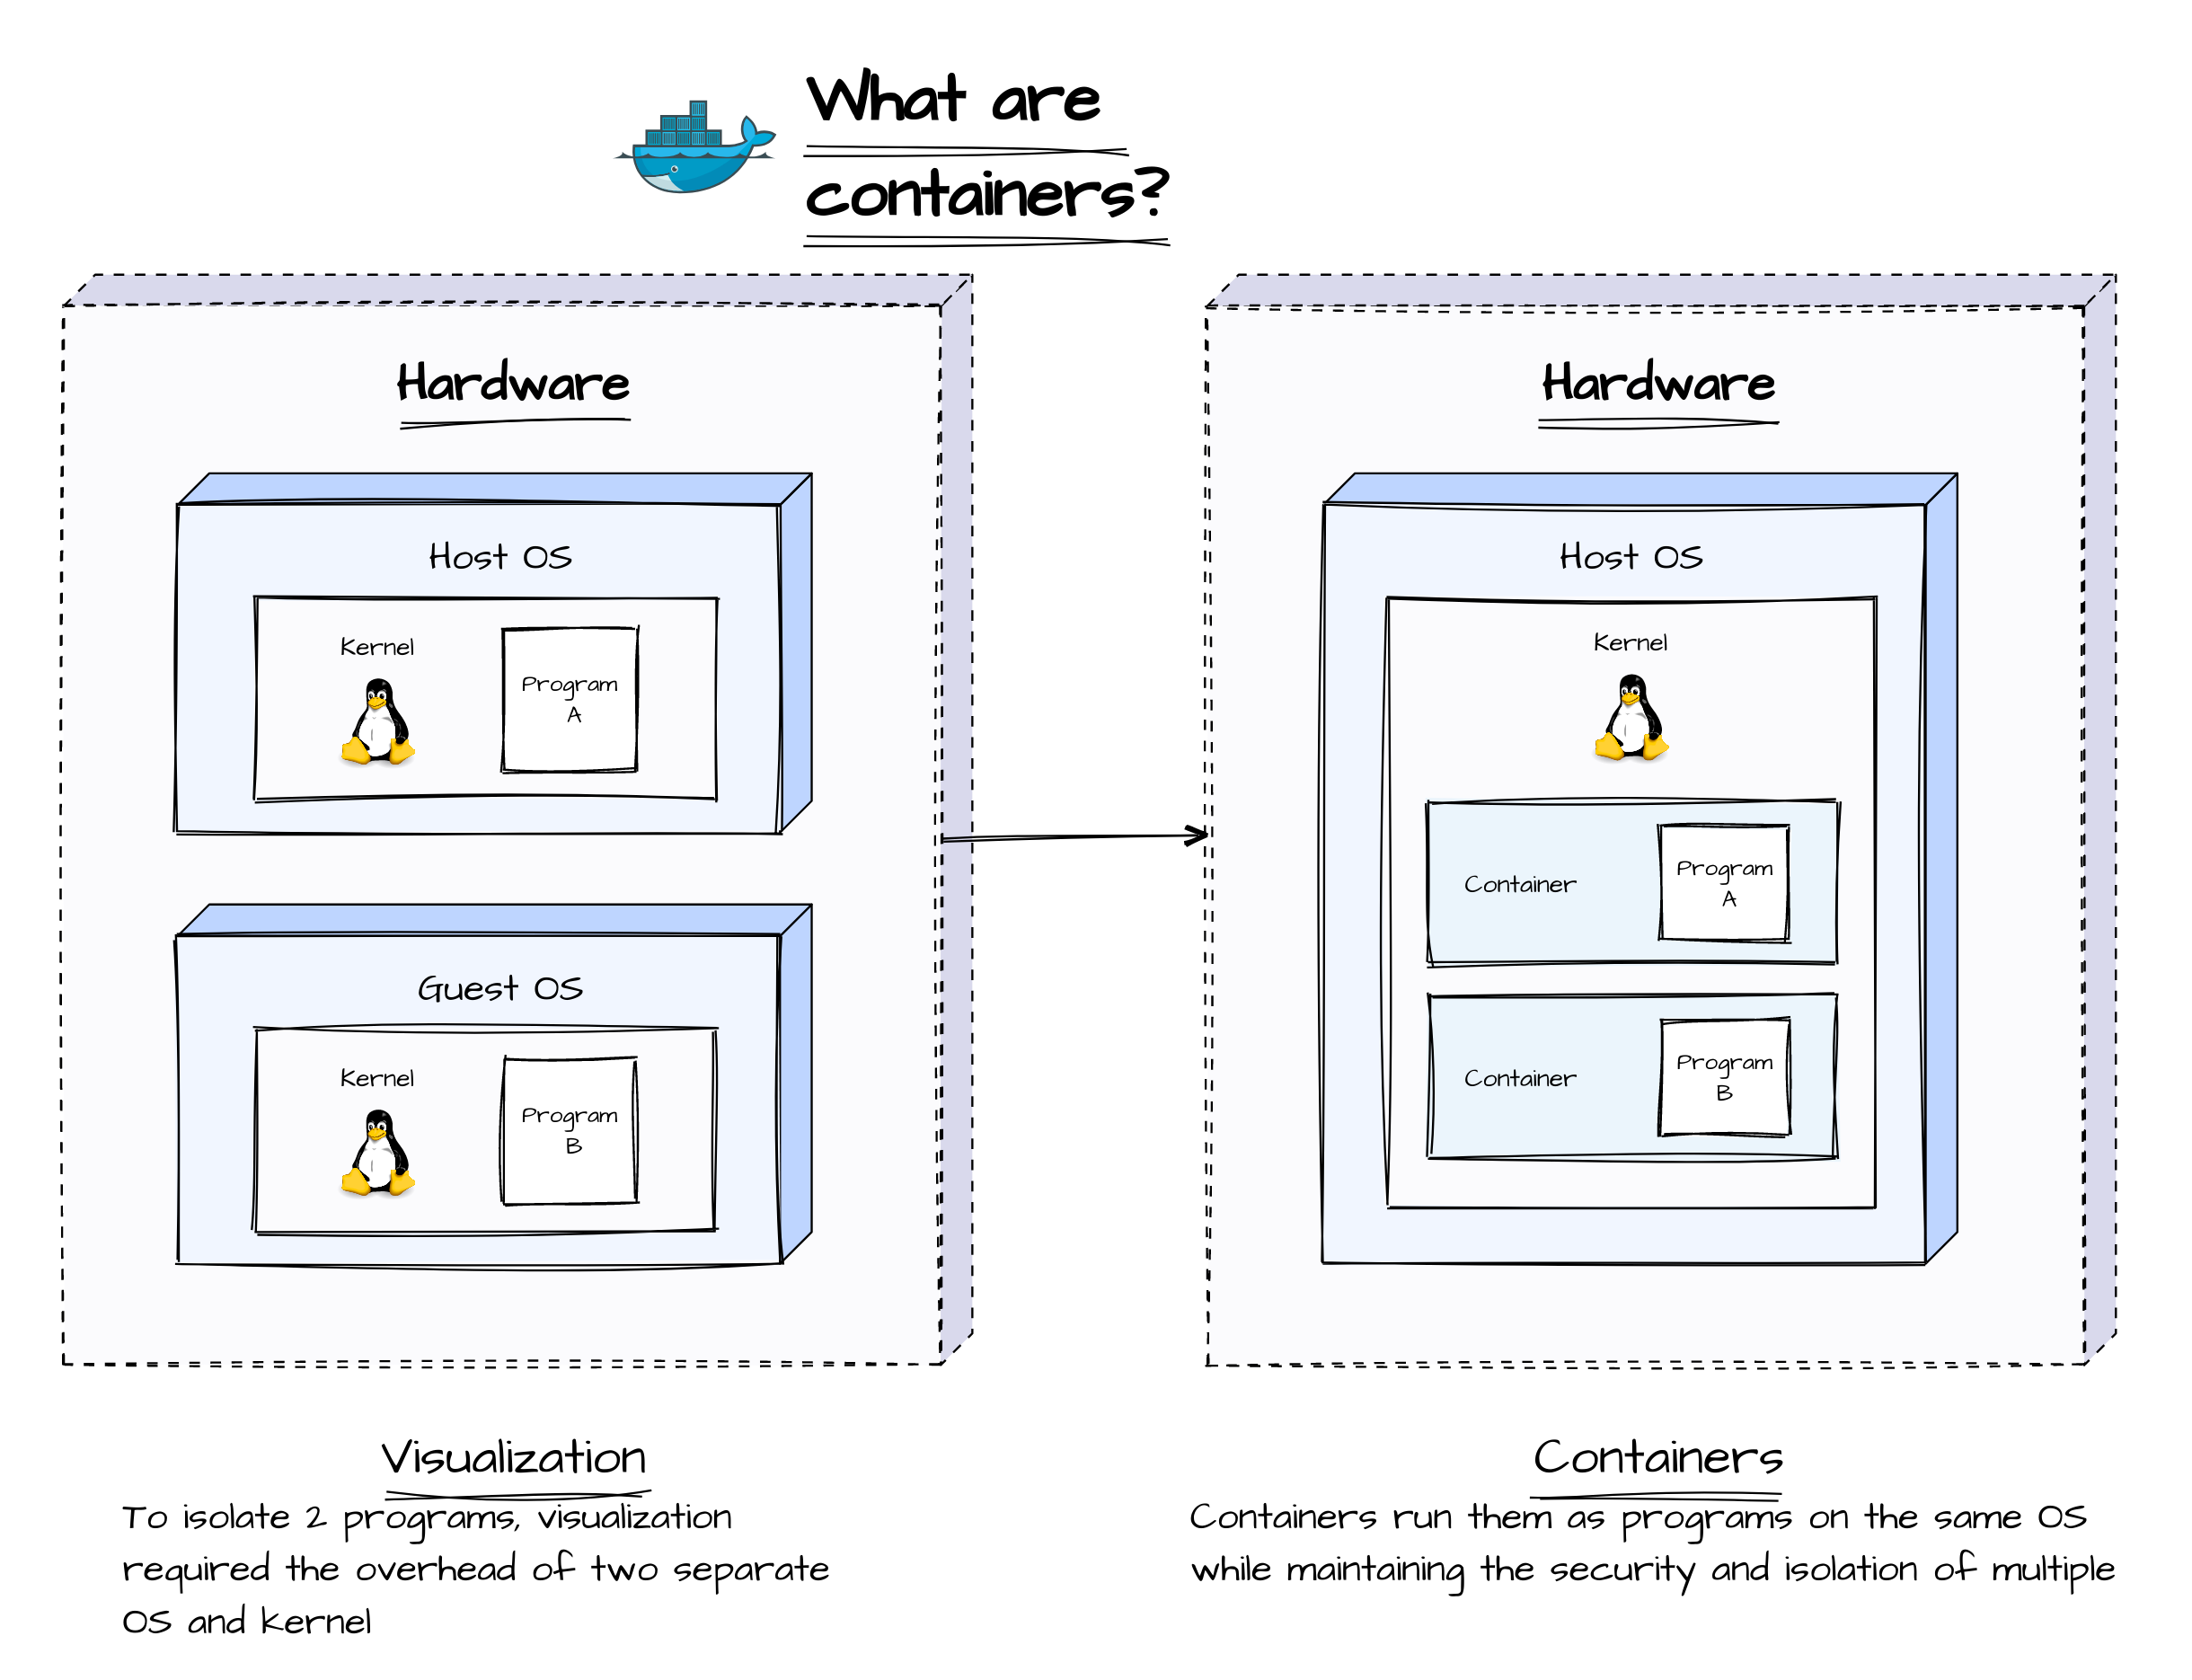 What are
containers?
Hardware
Host OS
Kernel
Program
A
Guest OS
Kernel
Program
B
Visualization
To isolate 2 programs, visualization
required the overhead of two separate
OS and kernel
Hardware
Host OS
Kernel
Container
Program
A
Container
Program
B
Containers
Containers run them as programs on the same OS
while maintaining the security and isolation of multiple